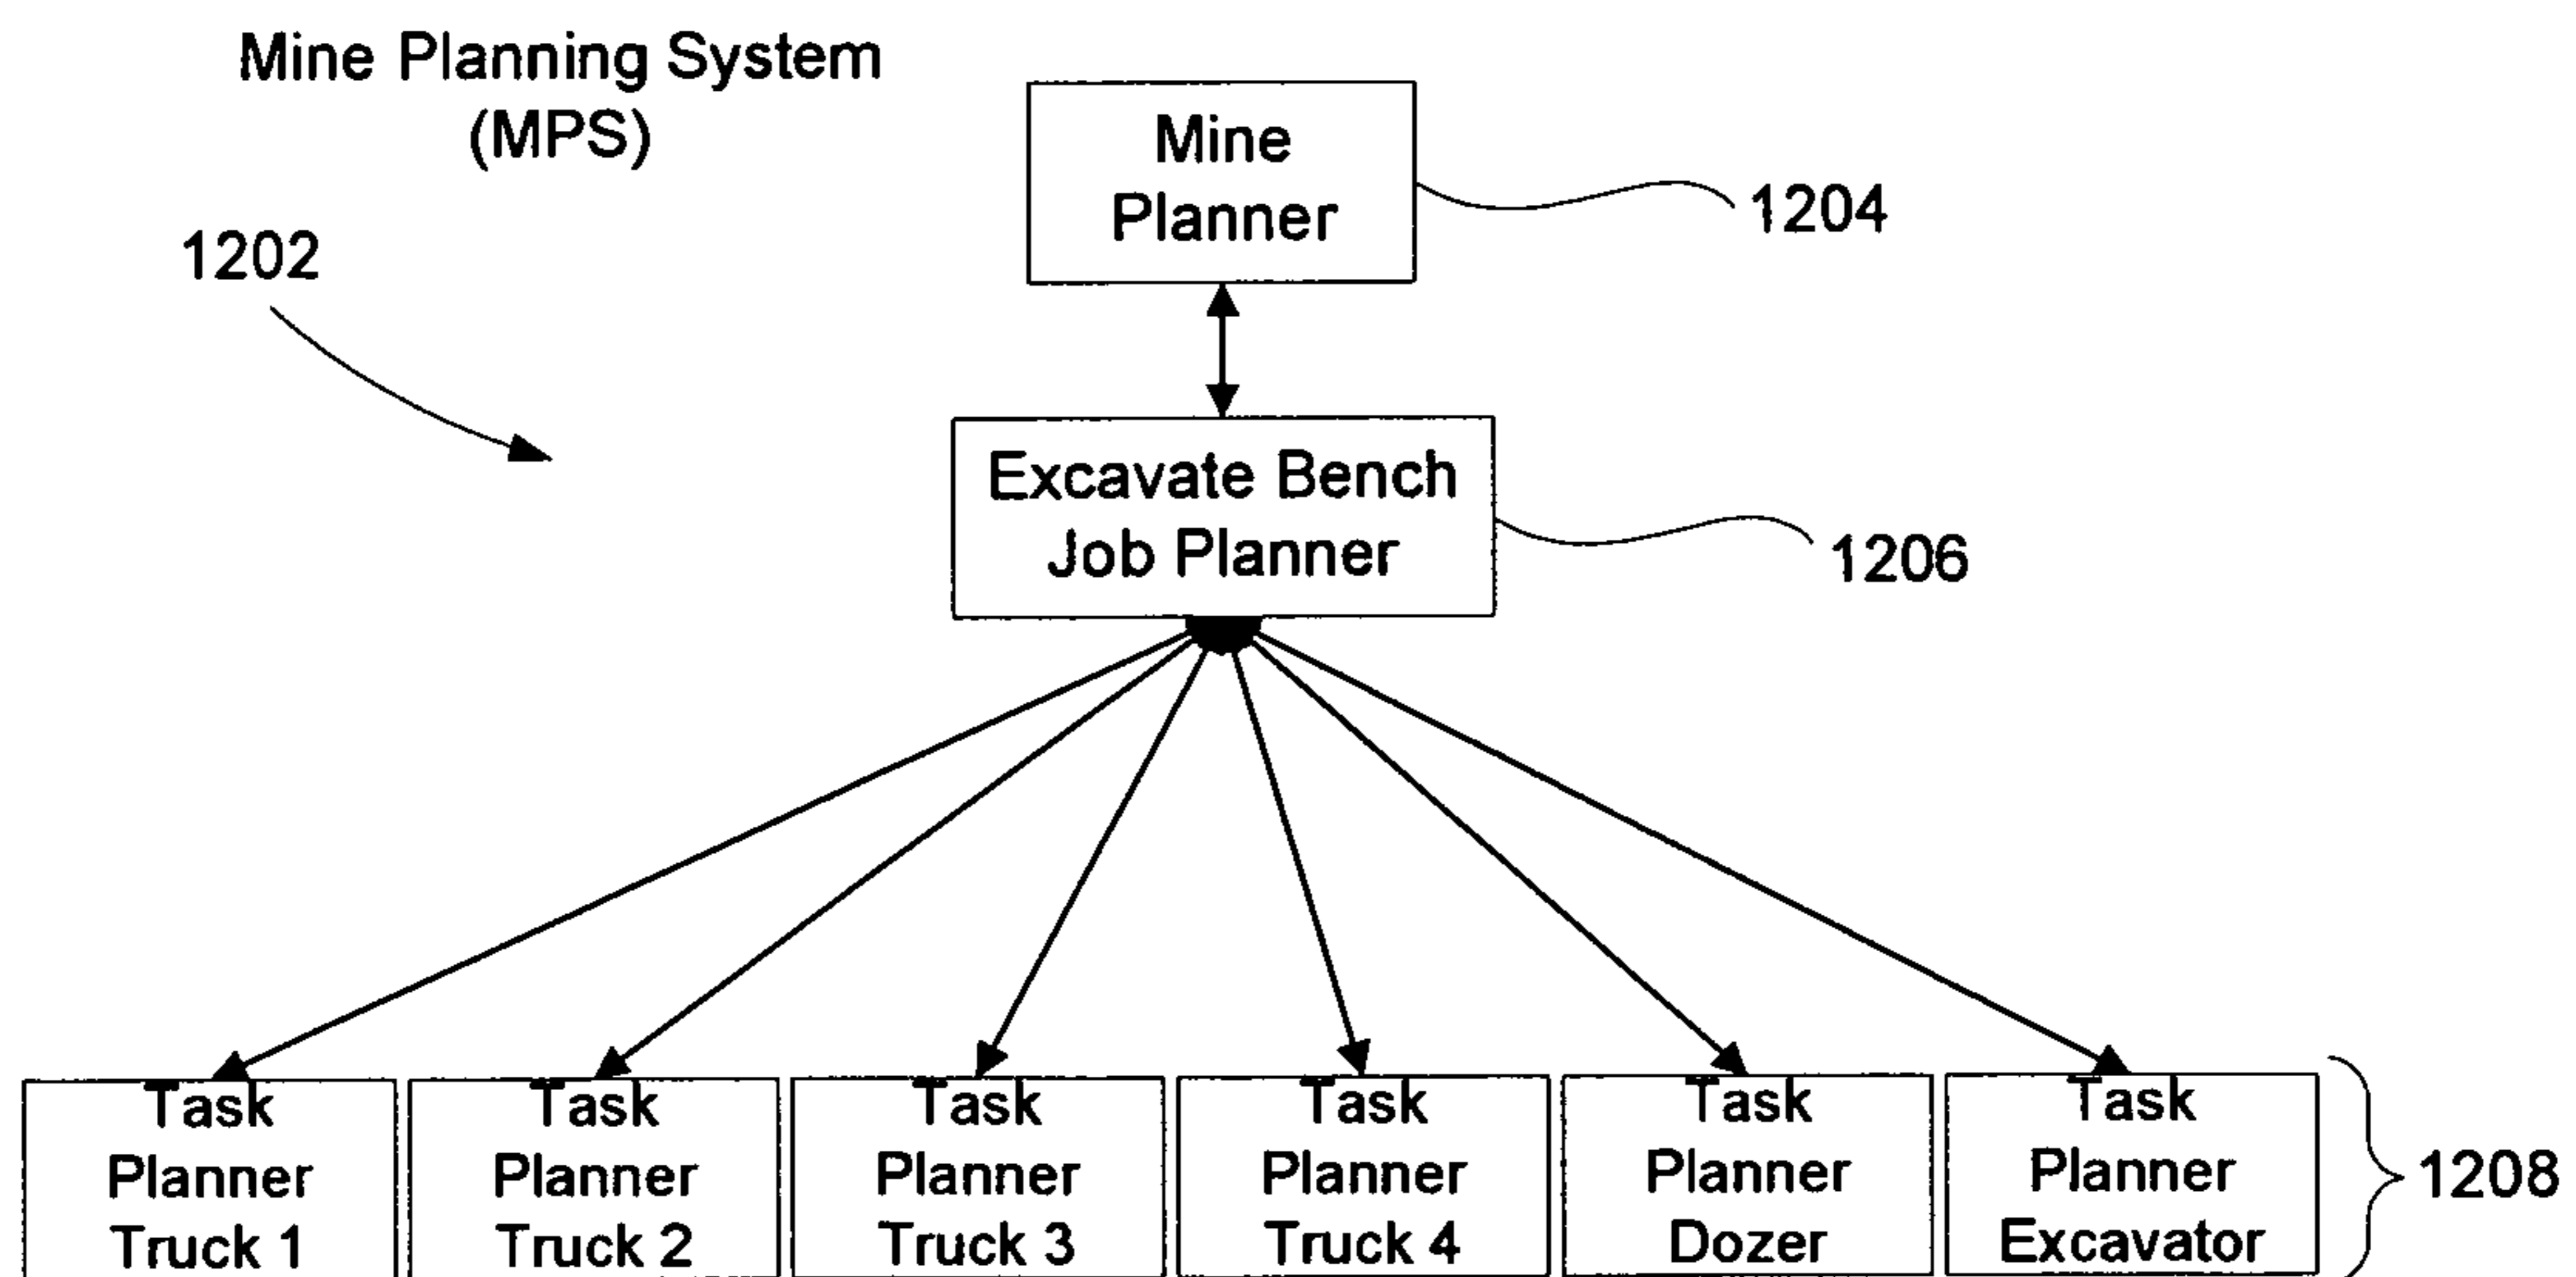 Mine Planning System
(MPS)
Mine
Planner
1204
1202
Excavate Bench
Job Planner
1206
Task
Planner
Truck 1
Task
Planner
Truck 2
Task
Planner
Truck 3
Task
Planner
Truck 4
Task
Planner
Dozer
Task
Planner
Excavator
1208